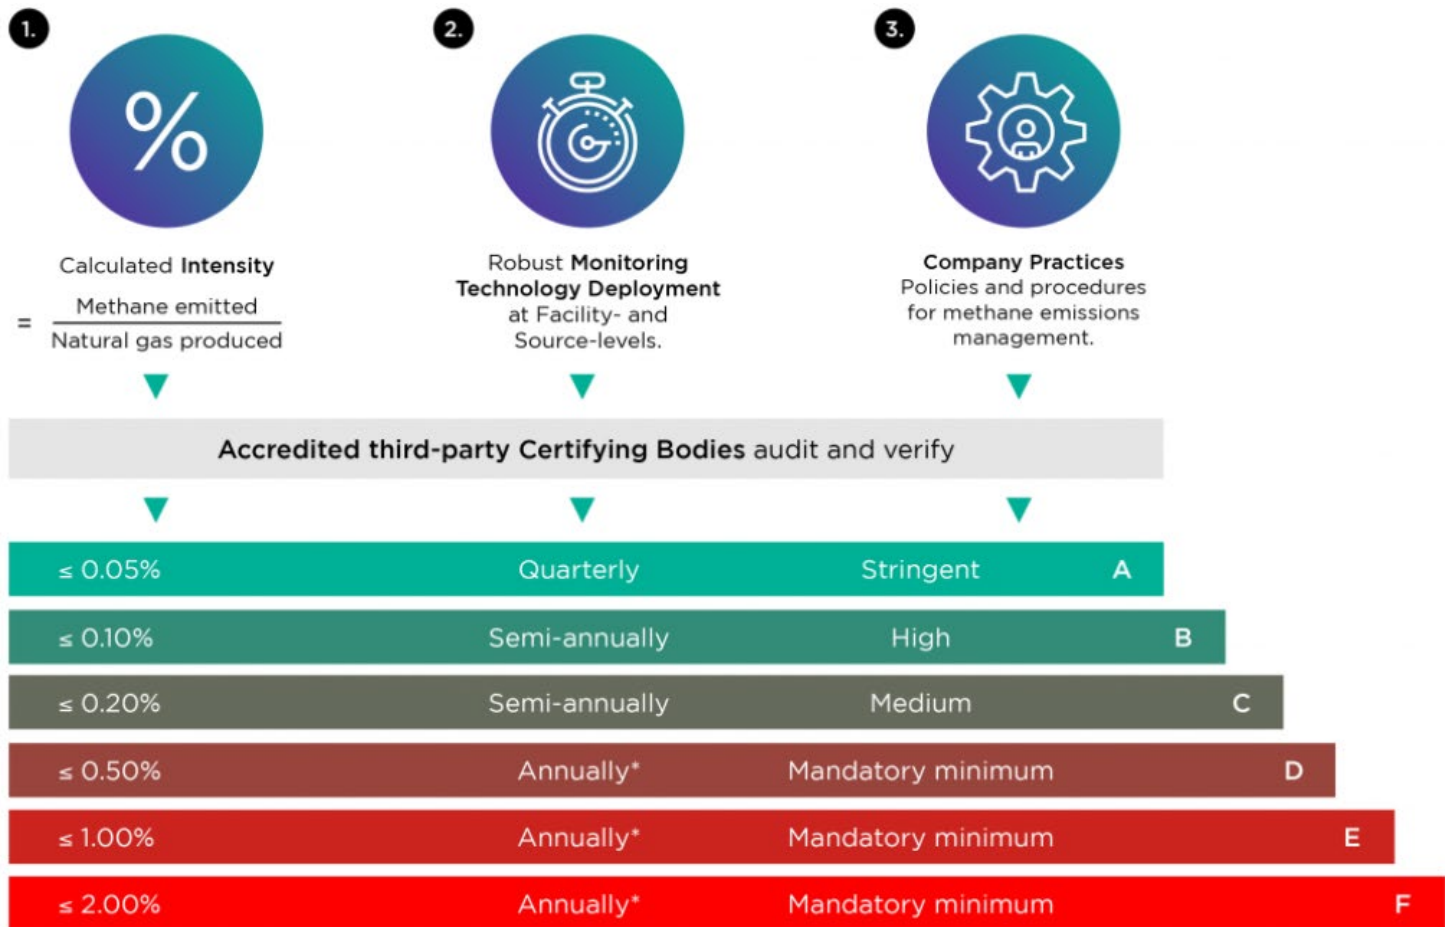 1.
2.
3.
%
Calculated Intensity
= Methane emitted
Natural gas produced
Robust Monitoring
Technology Deployment
at Facility- and
Source-levels.
Company Practices
Policies and procedures
for methane emissions
management.
Accredited third-party Certifying Bodies audit and verify
≤ 0.05% Quarterly Stringent A
≤ 0.10% Semi-annually High B
≤ 0.20% Semi-annually Medium C
≤ 0.50% Annually* Mandatory minimum D
≤ 1.00% Annually* Mandatory minimum E
≤ 2.00% Annually* Mandatory minimum F